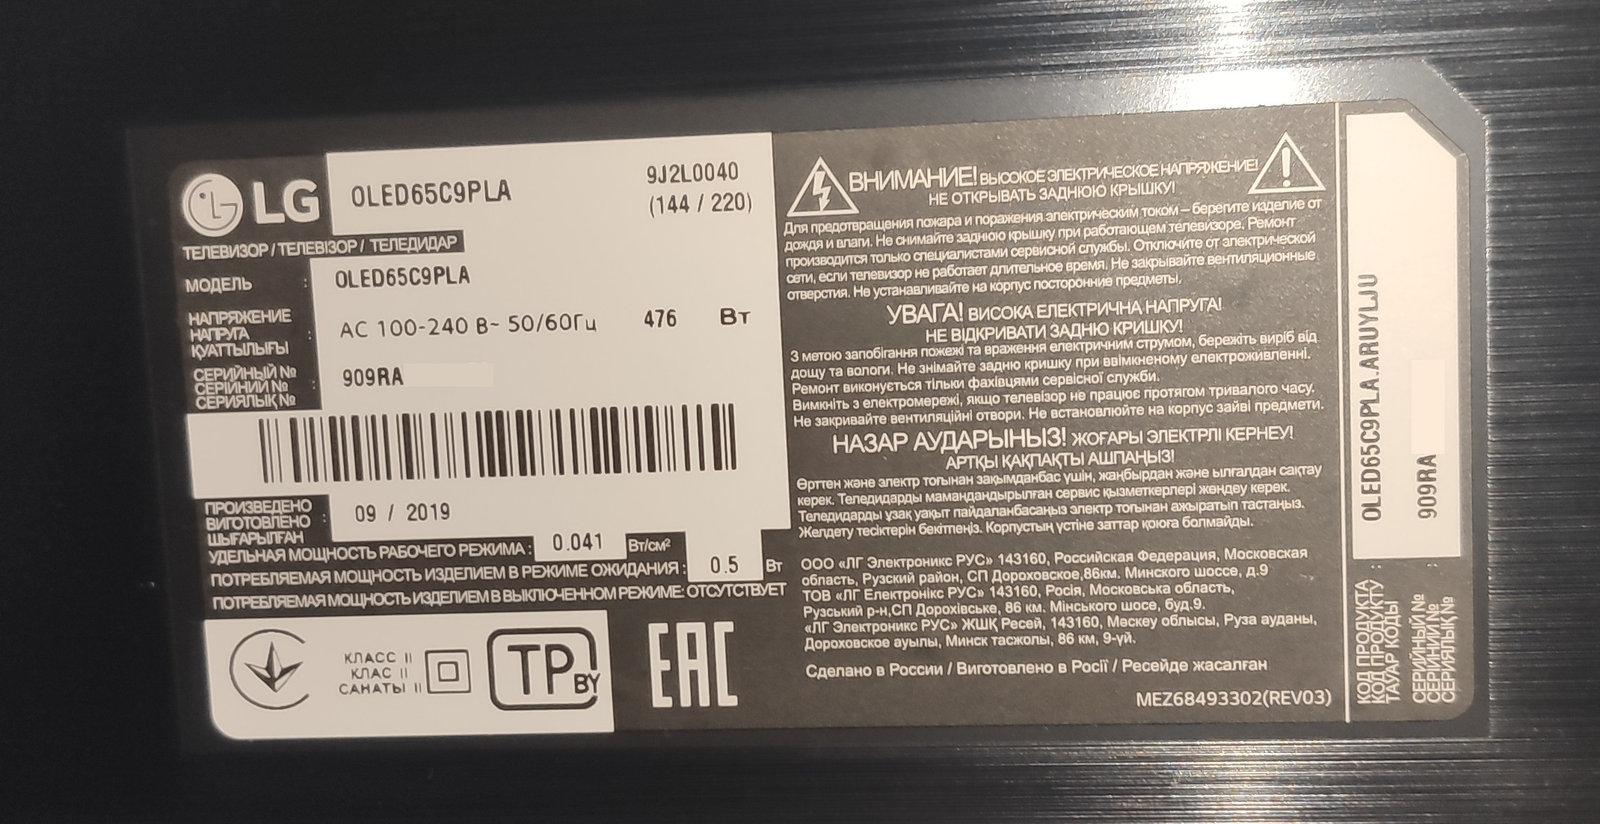 LG
OLED65C9PLA
9J2L0040
(144 / 220)
ТЕЛЕВИЗОР / ТЕЛЕВІЗОР / ТЕЛЕДИДАР
МОДЕЛЬ : OLED65C9PLA
НАПРЯЖЕНИЕ
НАПРУГА : AC 100-240 В~ 50/60Гц 476 Вт
ҚУАТТЫЛЫҒЫ
СЕРИЙНЫЙ №
СЕРИЙНИЙ № : 909RA
СЕРИЯЛЫҚ №
ПРОИЗВЕДЕНО
ВИГОТОВЛЕНО : 09 / 2019
ШЫҒАРЫЛҒАН
УДЕЛЬНАЯ МОЩНОСТЬ РАБОЧЕГО РЕЖИМА : 0.041 Вт/см²
ПОТРЕБЛЯЕМАЯ МОЩНОСТЬ ИЗДЕЛИЕМ В РЕЖИМЕ ОЖИДАНИЯ : 0.5 Вт
ПОТРЕБЛЯЕМАЯ МОЩНОСТЬ ИЗДЕЛИЕМ В ВЫКЛЮЧЕННОМ РЕЖИМЕ: ОТСУТСТВУЕТ
КЛАСС II
КЛАС II
САНАТЫ II
TP BY
EAC
ВНИМАНИЕ! ВЫСОКОЕ ЭЛЕКТРИЧЕСКОЕ НАПРЯЖЕНИЕ!
НЕ ОТКРЫВАТЬ ЗАДНЮЮ КРЫШКУ!
Для предотвращения пожара и поражения электрическим током – берегите изделие от
дождя и влаги. Не снимайте заднюю крышку при работающем телевизоре. Ремонт
производится только специалистами сервисной службы. Отключите от электрической
сети, если телевизор не работает длительное время. Не закрывайте вентиляционные
отверстия. Не устанавливайте на корпус посторонние предметы.
УВАГА! ВИСОКА ЕЛЕКТРИЧНА НАПРУГА!
НЕ ВІДКРИВАТИ ЗАДНЮ КРИШКУ!
З метою запобігання пожежі та враження електричним струмом, бережіть виріб від
дощу та вологи. Не знімайте задню кришку при ввімкненому електроживленні.
Ремонт виконується тільки фахівцями сервісної служби.
Вимкніть з електромережі, якщо телевізор не працює протягом тривалого часу.
Не закривайте вентиляційні отвори. Не встановлюйте на корпус зайві предмети.
НАЗАР АУДАРЫҢЫЗ! ЖОҒАРЫ ЭЛЕКТРЛІ КЕРНЕУ!
АРТҚЫ ҚАҚПАҚТЫ АШПАҢЫЗ!
Өрттен және электр тоғынан зақымданбас үшін, жаңбырдан және ылғалдан сақтау
керек. Теледидарды мамандандырылған сервис қызметкерлері жөндеу керек.
Теледидарды ұзақ уақыт пайдаланбасаңыз электр тоғынан ажыратып тастаңыз.
Желдету тесіктерін бекітпеңіз. Корпустың үстіне заттар қоюға болмайды.
ООО «ЛГ Электроникс РУС» 143160, Российская Федерация, Московская
область, Рузский район, СП Дороховское,86км. Минского шоссе, д.9
ТОВ «ЛГ Електронікс РУС» 143160, Росія, Московська область,
Рузський р-н,СП Дорохівське, 86 км. Мінського шосе, буд.9.
«ЛГ Электроникс РУС» ЖШҚ Ресей, 143160, Мәскеу облысы, Руза ауданы,
Дороховское ауылы, Минск тасжолы, 86 км, 9-үй.
Сделано в России / Виготовлено в Росії / Ресейде жасалған
MEZ68493302(REV03)
КОД ПРОДУКТА
КОД ПРОДУКТУ : OLED65C9PLA.ARUYLJU
ТАУАР КОДЫ
СЕРИЙНЫЙ №
СЕРИЙНИЙ № : 909RA
СЕРИЯЛЫҚ №